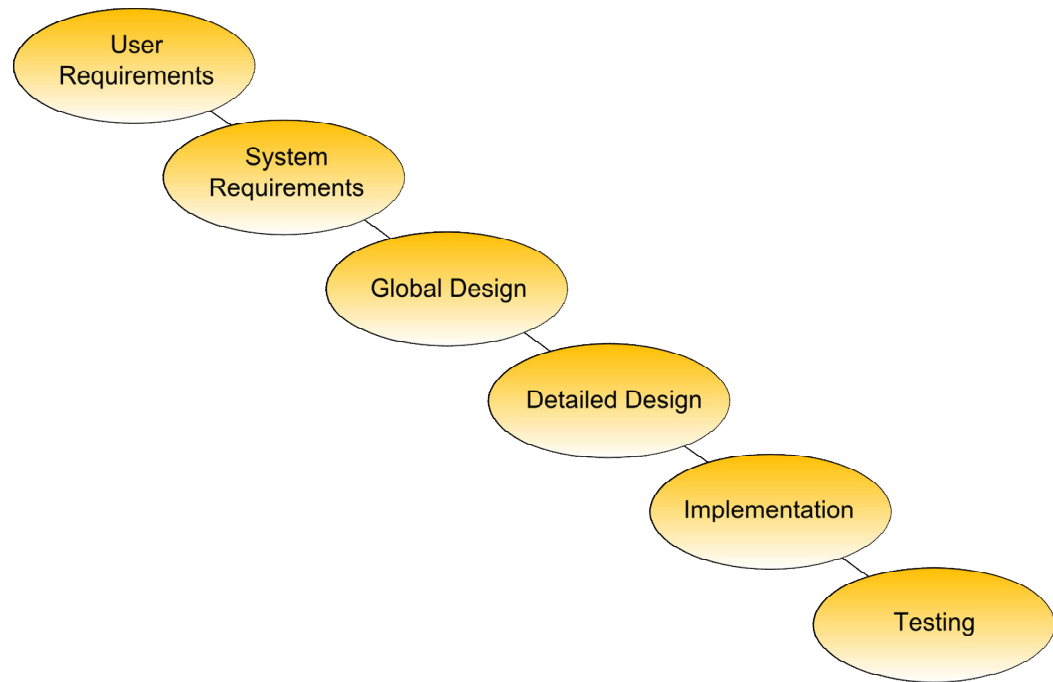 User
Requirements
System
Requirements
Global Design
Detailed Design
Implementation
Testing